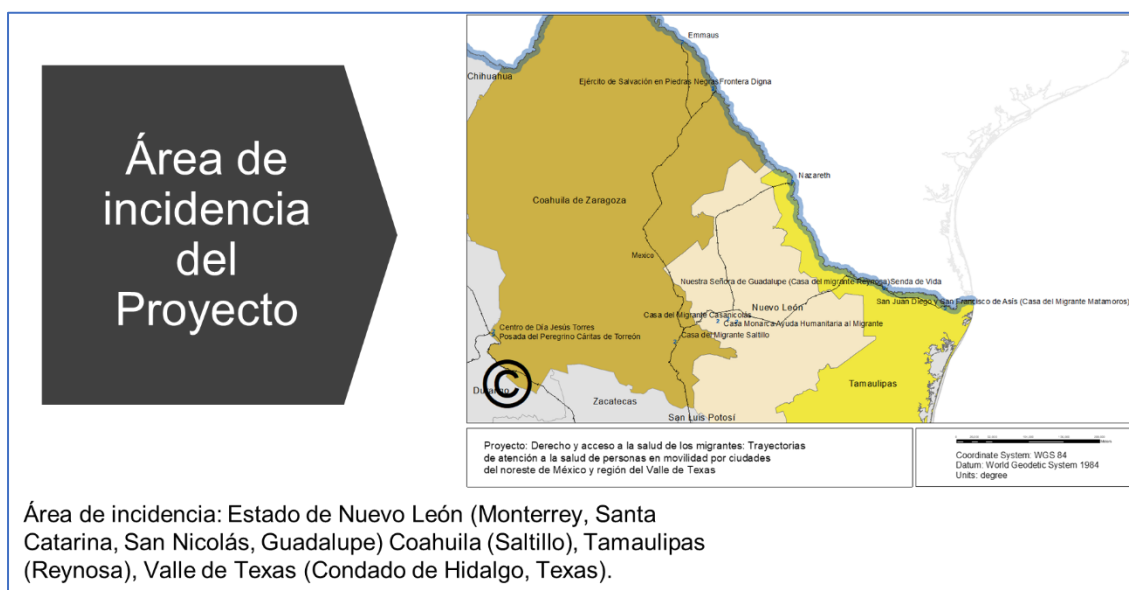 Área de
incidencia
del
Proyecto
Emmaus
Chihuahua
Ejército de Salvación en Piedras Negras Frontera Digna
Nazareth
Coahuila de Zaragoza
Mexico
Nuestra Señora de Guadalupe (Casa del migrante Reynosa) Senda de Vida
San Juan Diego y San Francisco de Asís (Casa del Migrante Matamoros)
Nuevo León
Casa del Migrante Casanicolás
Casa Monarca Ayuda Humanitaria al Migrante
Casa del Migrante Saltillo
Centro de Día Jesús Torres
Posada del Peregrino Cáritas de Torreón
Tamaulipas
©
Durango
Zacatecas
San Luis Potosí
Proyecto: Derecho y acceso a la salud de los migrantes: Trayectorias
de atención a la salud de personas en movilidad por ciudades
del noreste de México y región del Valle de Texas
Coordinate System: WGS 84
Datum: World Geodetic System 1984
Units: degree
Área de incidencia: Estado de Nuevo León (Monterrey, Santa
Catarina, San Nicolás, Guadalupe) Coahuila (Saltillo), Tamaulipas
(Reynosa), Valle de Texas (Condado de Hidalgo, Texas).